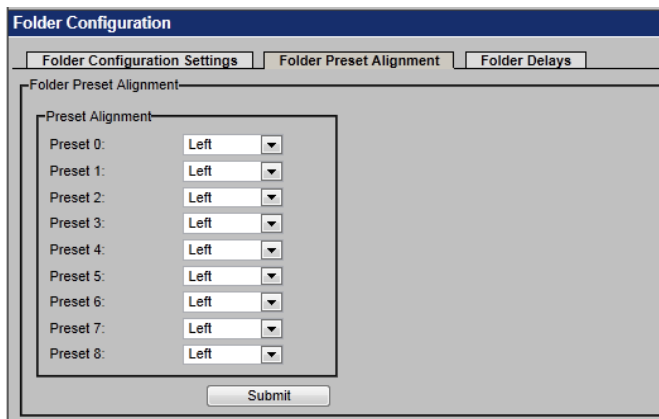 Folder Configuration
Folder Configuration Settings Folder Preset Alignment Folder Delays
Folder Preset Alignment
Preset Alignment
Preset 0: Left
Preset 1: Left
Preset 2: Left
Preset 3: Left
Preset 4: Left
Preset 5: Left
Preset 6: Left
Preset 7: Left
Preset 8: Left
Submit